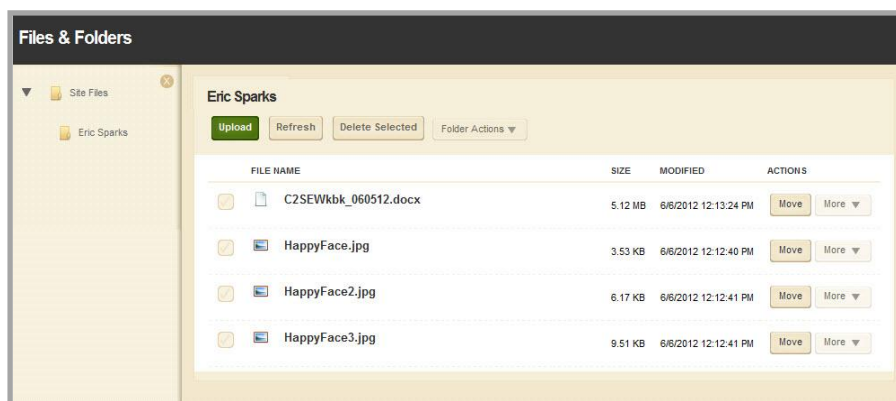 Files & Folders
Site Files
Eric Sparks
Eric Sparks
Upload Refresh Delete Selected Folder Actions
FILE NAME SIZE MODIFIED ACTIONS
C2SEWkbk_060512.docx 5.12 MB 6/6/2012 12:13:24 PM Move More
HappyFace.jpg 3.53 KB 6/6/2012 12:12:40 PM Move More
HappyFace2.jpg 6.17 KB 6/6/2012 12:12:41 PM Move More
HappyFace3.jpg 9.51 KB 6/6/2012 12:12:41 PM Move More